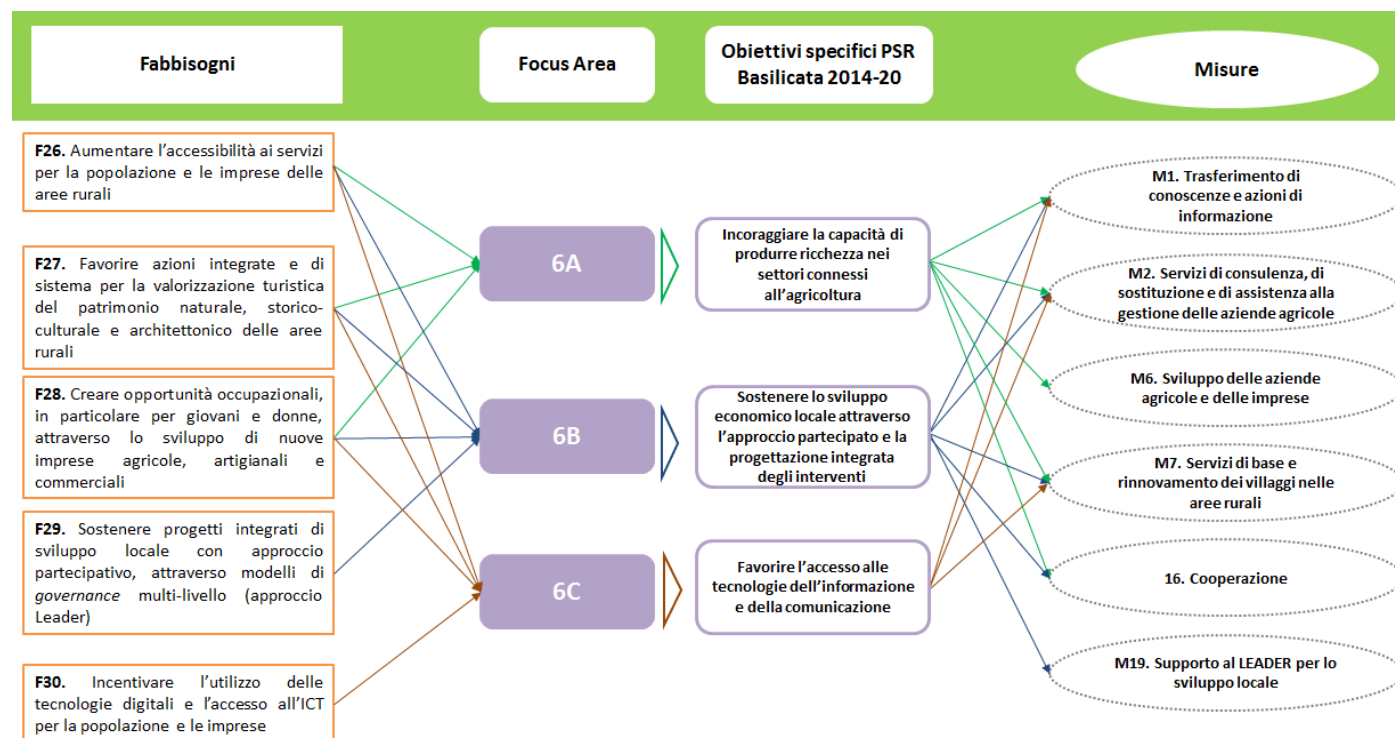 Fabbisogni
Focus Area
Obiettivi specifici PSR
Basilicata 2014-20
Misure
F26. Aumentare l'accessibilità ai servizi
per la popolazione e le imprese delle
aree rurali
F27. Favorire azioni integrate e di
sistema per la valorizzazione turistica
del patrimonio naturale, storico-
culturale e architettonico delle aree
rurali
F28. Creare opportunità occupazionali,
in particolare per giovani e donne,
attraverso lo sviluppo di nuove
imprese agricole, artigianali e
commerciali
F29. Sostenere progetti integrati di
sviluppo locale con approccio
partecipativo, attraverso modelli di
governance multi-livello (approccio
Leader)
F30. Incentivare l'utilizzo delle
tecnologie digitali e l'accesso all'ICT
per la popolazione e le imprese
6A
6B
6C
Incoraggiare la capacità di
produrre ricchezza nei
settori connessi
all'agricoltura
Sostenere lo sviluppo
economico locale attraverso
l'approccio partecipato e la
progettazione integrata
degli interventi
Favorire l'accesso alle
tecnologie dell'informazione
e della comunicazione
M1. Trasferimento di
conoscenze e azioni di
informazione
M2. Servizi di consulenza, di
sostituzione e di assistenza alla
gestione delle aziende agricole
M6. Sviluppo delle aziende
agricole e delle imprese
M7. Servizi di base e
rinnovamento dei villaggi nelle
aree rurali
16. Cooperazione
M19. Supporto al LEADER per lo
sviluppo locale